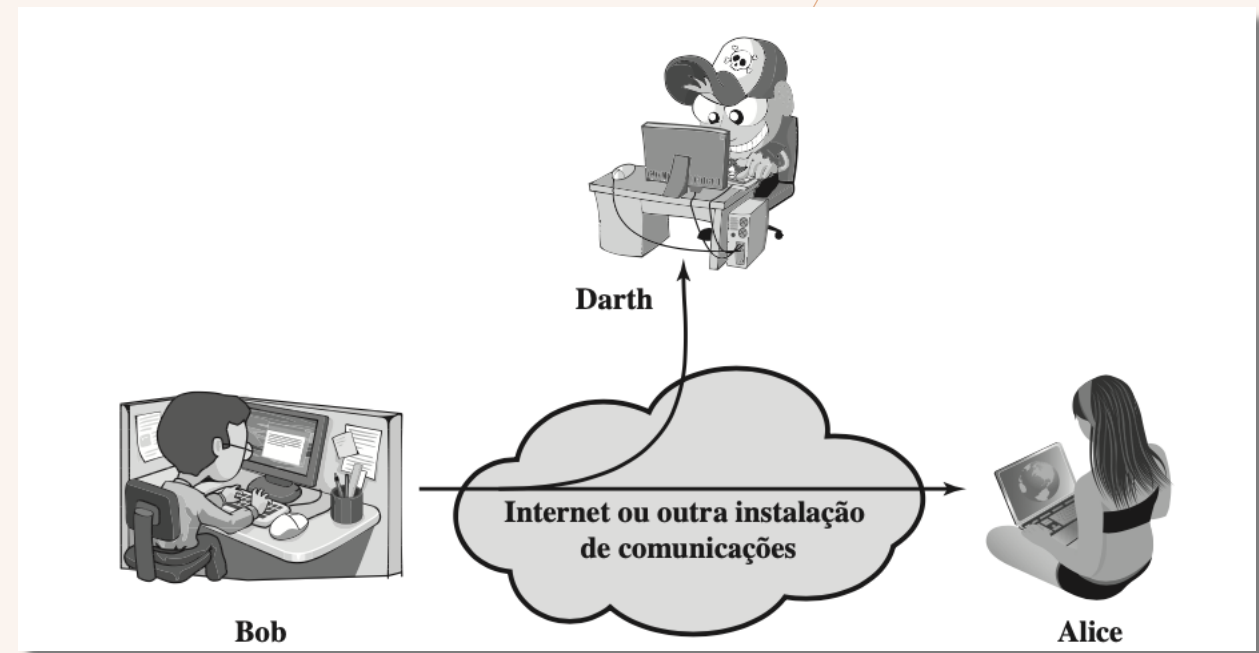 Darth
Internet ou outra instalação
de comunicações
Bob
Alice